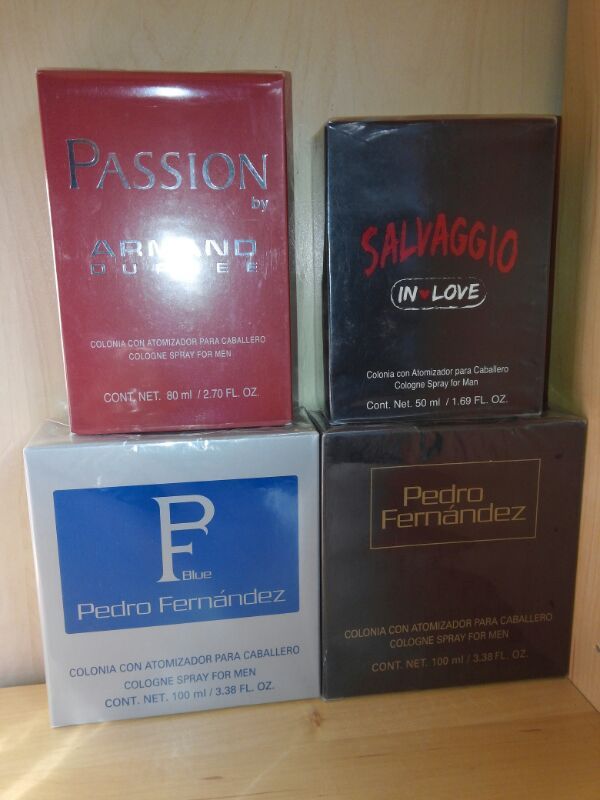 PASSION
by
ARMAND
DUPREE
COLONIA CON ATOMIZADOR PARA CABALLERO
COLOGNE SPRAY FOR MEN
CONT. NET. 80 ml / 2.70 FL. OZ.
SALVAGGIO
IN LOVE
Colonia con Atomizador para Caballero
Cologne Spray for Man
Cont. Net. 50 ml / 1.69 FL. OZ.
PF
Blue
Pedro Fernández
COLONIA CON ATOMIZADOR PARA CABALLERO
COLOGNE SPRAY FOR MEN
CONT. NET. 100 ml / 3.38 FL. OZ.
Pedro
Fernández
COLONIA CON ATOMIZADOR PARA CABALLERO
COLOGNE SPRAY FOR MEN
CONT. NET. 100 ml / 3.38 FL. OZ.